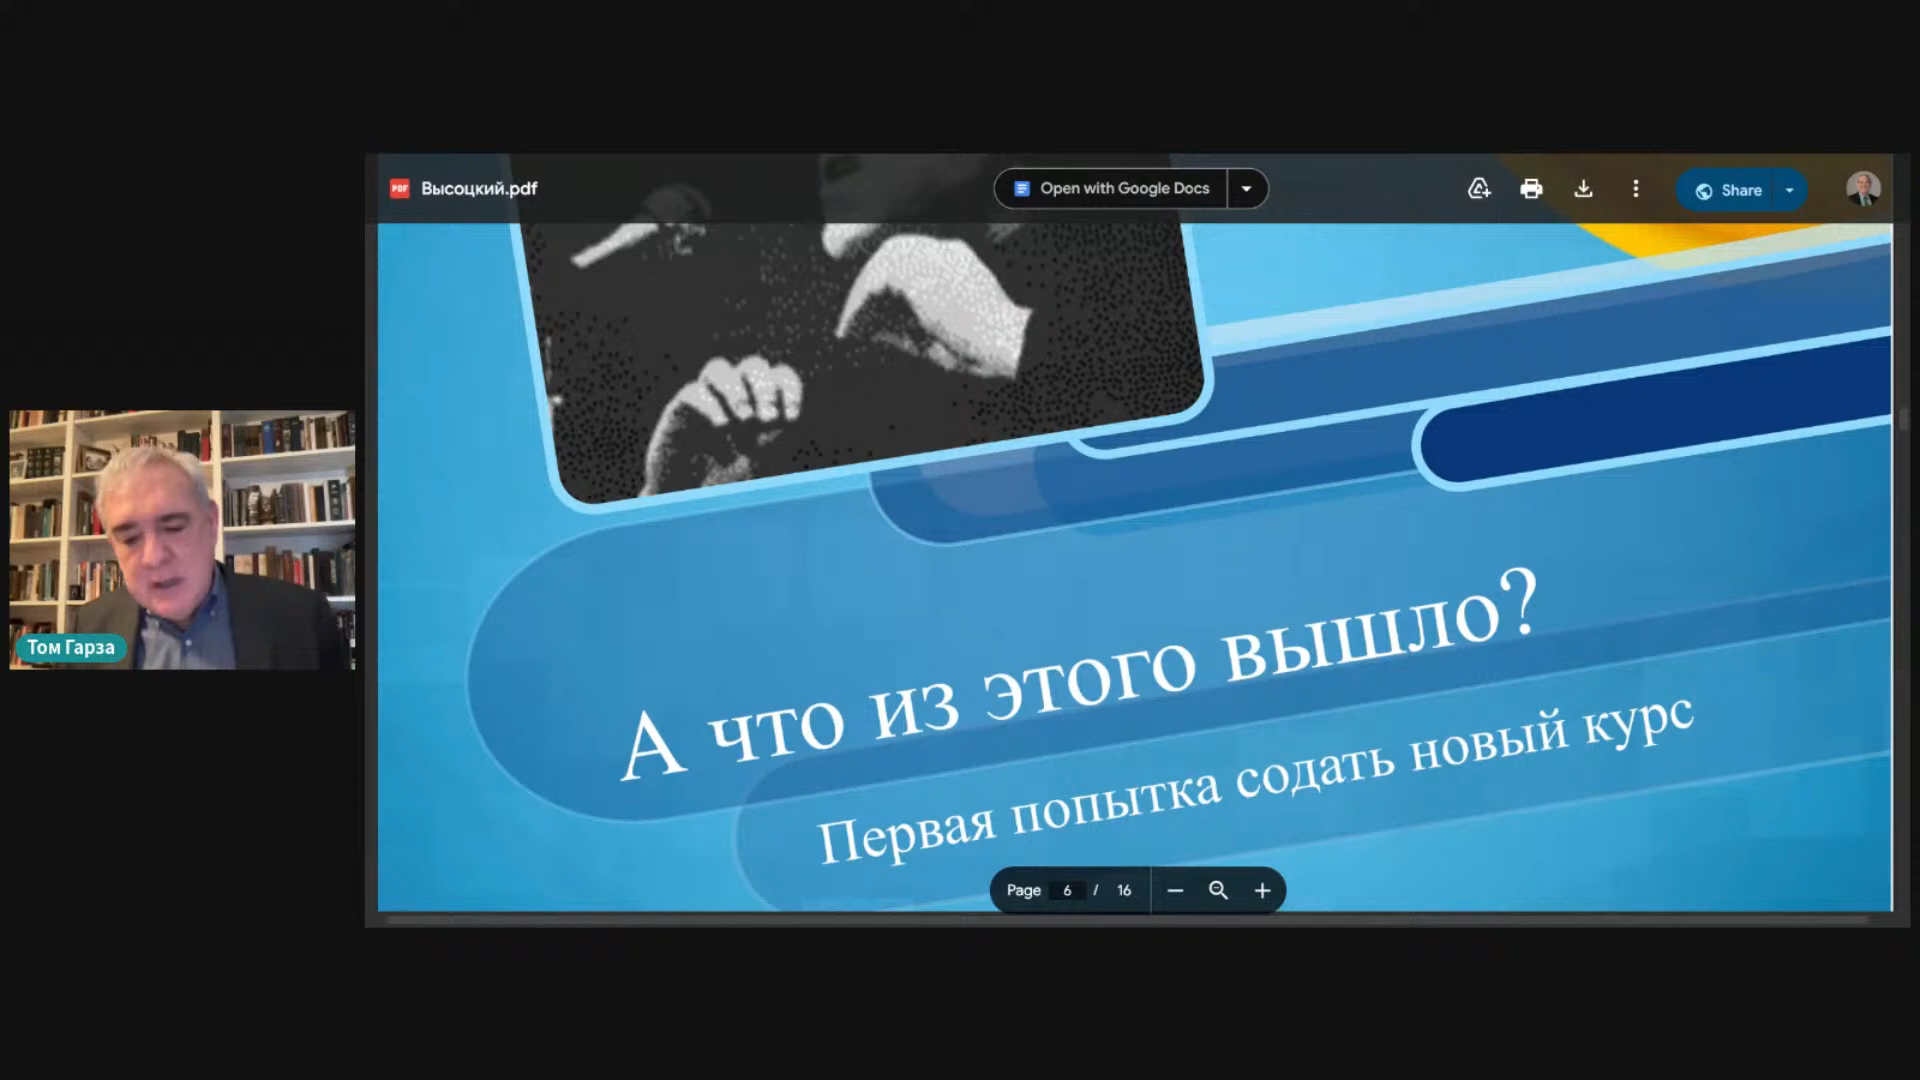 Высоцкий.pdf
Open with Google Docs
Share
А что из этого вышло?
Первая попытка содать новый курс
Том Гарза
Page 6 / 16